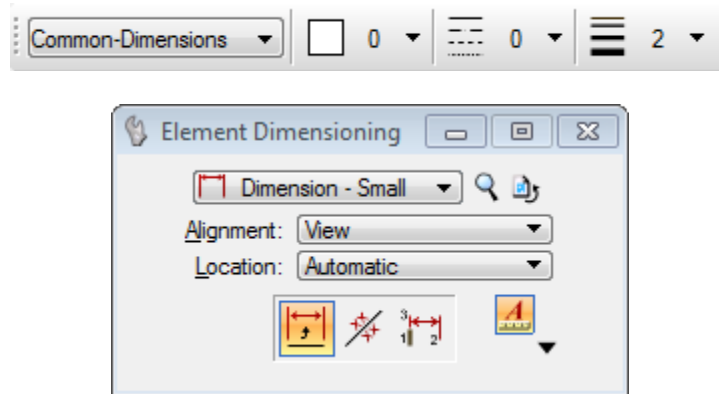 Common-Dimensions 0 0 2
Element Dimensioning
Dimension - Small
Alignment: View
Location: Automatic
3 1 2 A